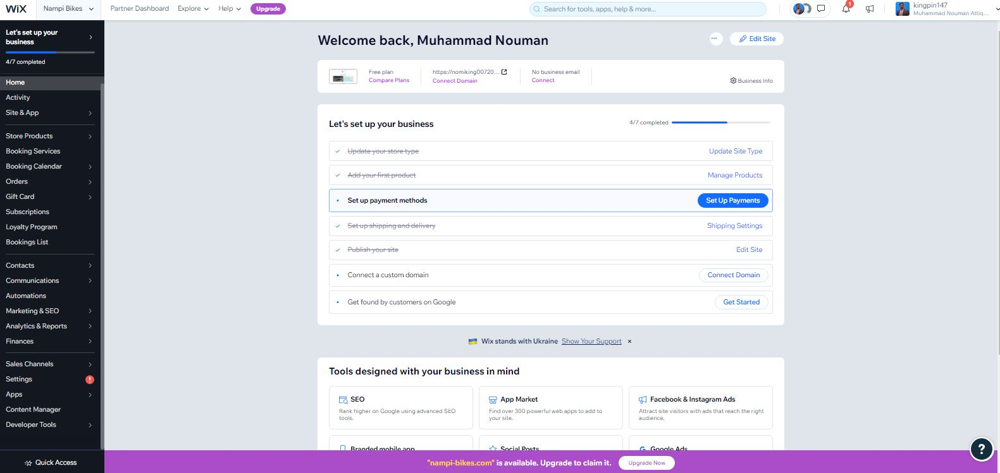 WiX
Nampi Bikes
Partner Dashboard
Explore
Help
Upgrade
Search for tools, apps, help & more...
1
kingpin147
Muhammad Nouman Attiq...
Let's set up your
business
4/7 completed
Home
Activity
Site & App
Store Products
Booking Services
Booking Calendar
Orders
Gift Card
Subscriptions
Loyalty Program
Bookings List
Contacts
Communications
Automations
Marketing & SEO
Analytics & Reports
Finances
Sales Channels
Settings
!
Apps
Content Manager
Developer Tools
Quick Access
Welcome back, Muhammad Nouman
...
Edit Site
Free plan
Compare Plans
https://nomiking00720...
Connect Domain
No business email
Connect
Business Info
Let's set up your business
4/7 completed
Update your store type
Update Site Type
Add your first product
Manage Products
Set up payment methods
Set Up Payments
Set up shipping and delivery
Shipping Settings
Publish your site
Edit Site
Connect a custom domain
Connect Domain
Get found by customers on Google
Get Started
Wix stands with Ukraine Show Your Support ×
Tools designed with your business in mind
SEO
Rank higher on Google using advanced SEO
tools.
App Market
Find over 300 powerful web apps to add to
your site.
Facebook & Instagram Ads
Attract site visitors with ads that reach the right
audience.
Branded mobile app
Social Posts
Google Ads
"nampi-bikes.com" is available. Upgrade to claim it.
Upgrade Now
?